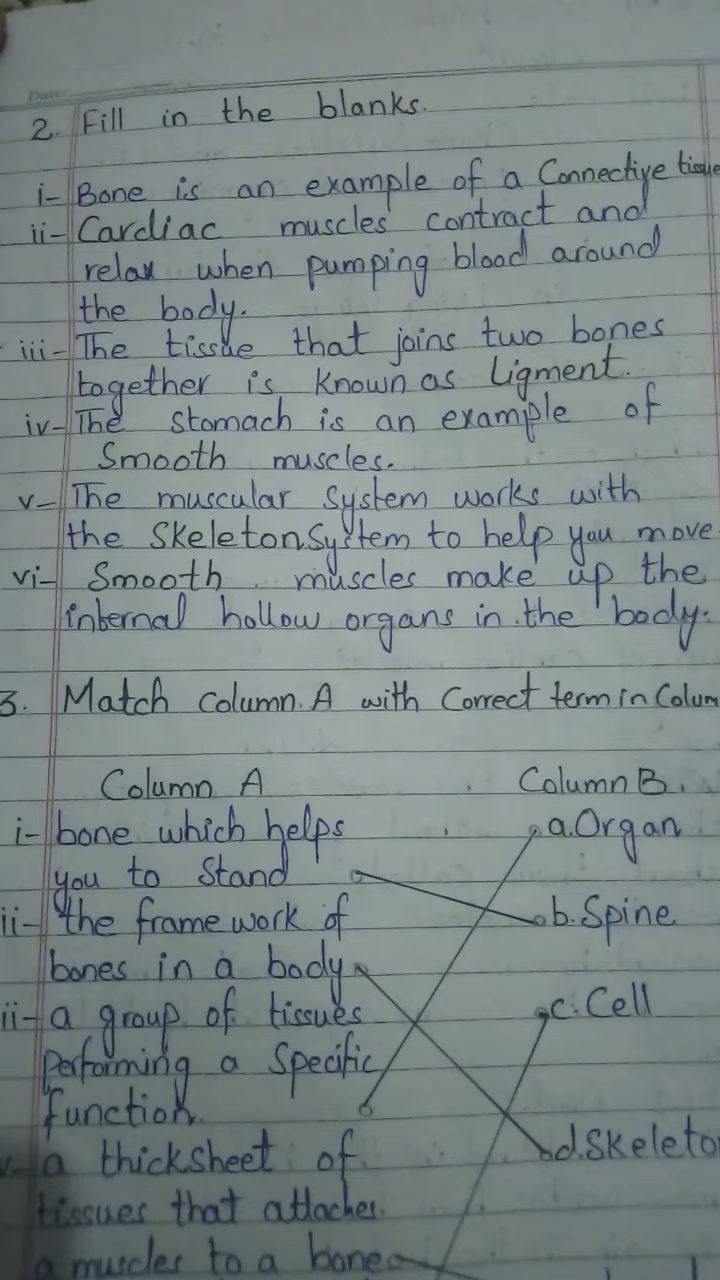 Date:
2. Fill in the blanks.
i- Bone is an example of a Connective tissue
ii- Cardiac muscles contract and
relax when pumping blood around
the body.
iii- The tissue that joins two bones
together is known as Ligment.
iv- The stomach is an example of
Smooth muscles.
v- The muscular system works with
the Skeleton System to help you move
vi- Smooth muscles make up the
internal hollow organs in the body.
3. Match column A with Correct term in Colum
Column A Column B.
i- bone which helps a. Organ
you to Stand
ii- the frame work of b. Spine
bones in a body
ii- a group of tissues c. Cell
performing a specific
function.
a thick sheet of d. Skeleto
tissues that attaches
a muscles to a bone